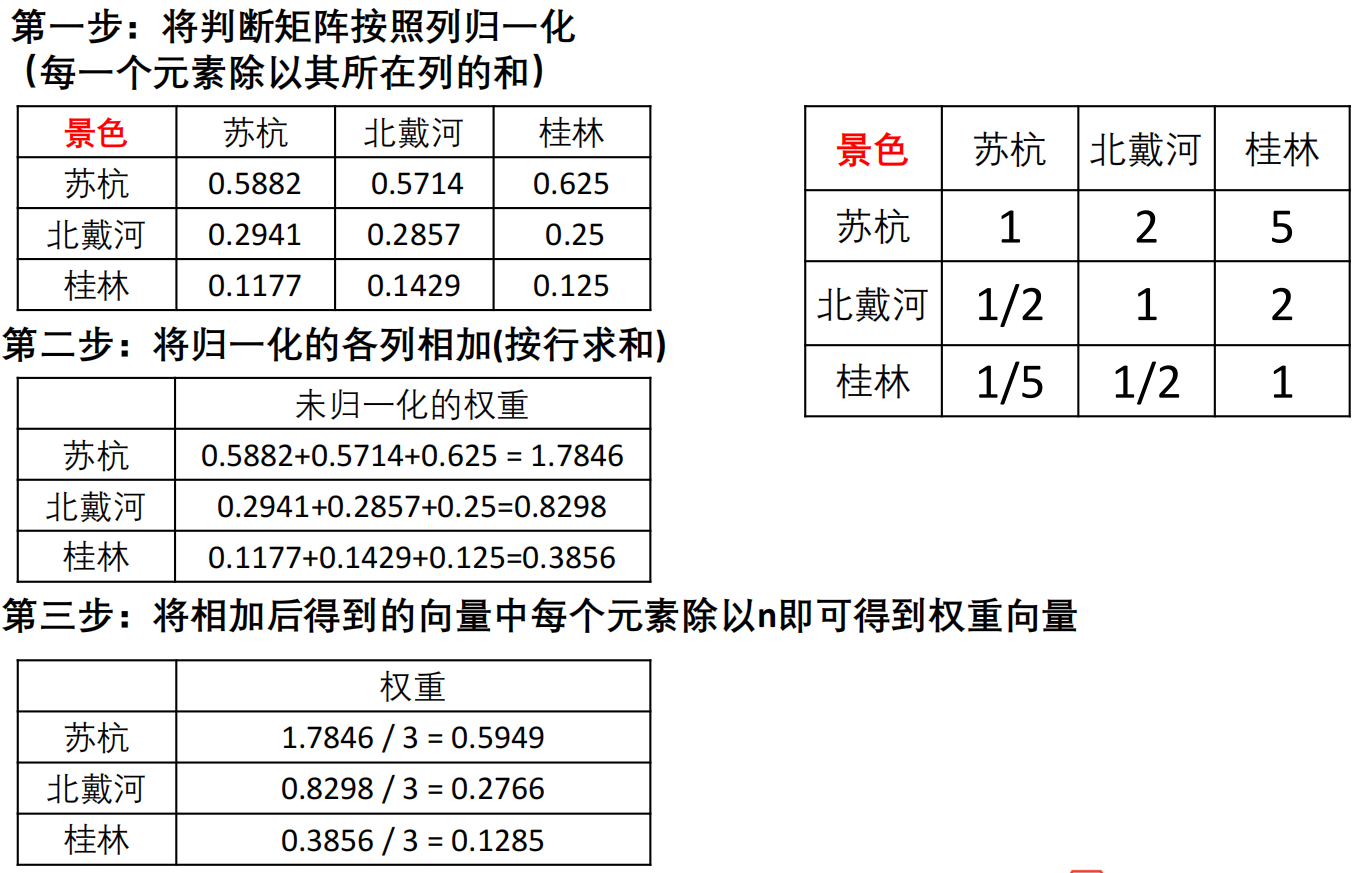 第一步：将判断矩阵按照列归一化
（每一个元素除以其所在列的和）
景色 苏杭 北戴河 桂林
苏杭 0.5882 0.5714 0.625
北戴河 0.2941 0.2857 0.25
桂林 0.1177 0.1429 0.125
第二步：将归一化的各列相加(按行求和)
未归一化的权重
苏杭 0.5882+0.5714+0.625 = 1.7846
北戴河 0.2941+0.2857+0.25=0.8298
桂林 0.1177+0.1429+0.125=0.3856
第三步：将相加后得到的向量中每个元素除以n即可得到权重向量
权重
苏杭 1.7846 / 3 = 0.5949
北戴河 0.8298 / 3 = 0.2766
桂林 0.3856 / 3 = 0.1285
景色 苏杭 北戴河 桂林
苏杭 1 2 5
北戴河 1/2 1 2
桂林 1/5 1/2 1